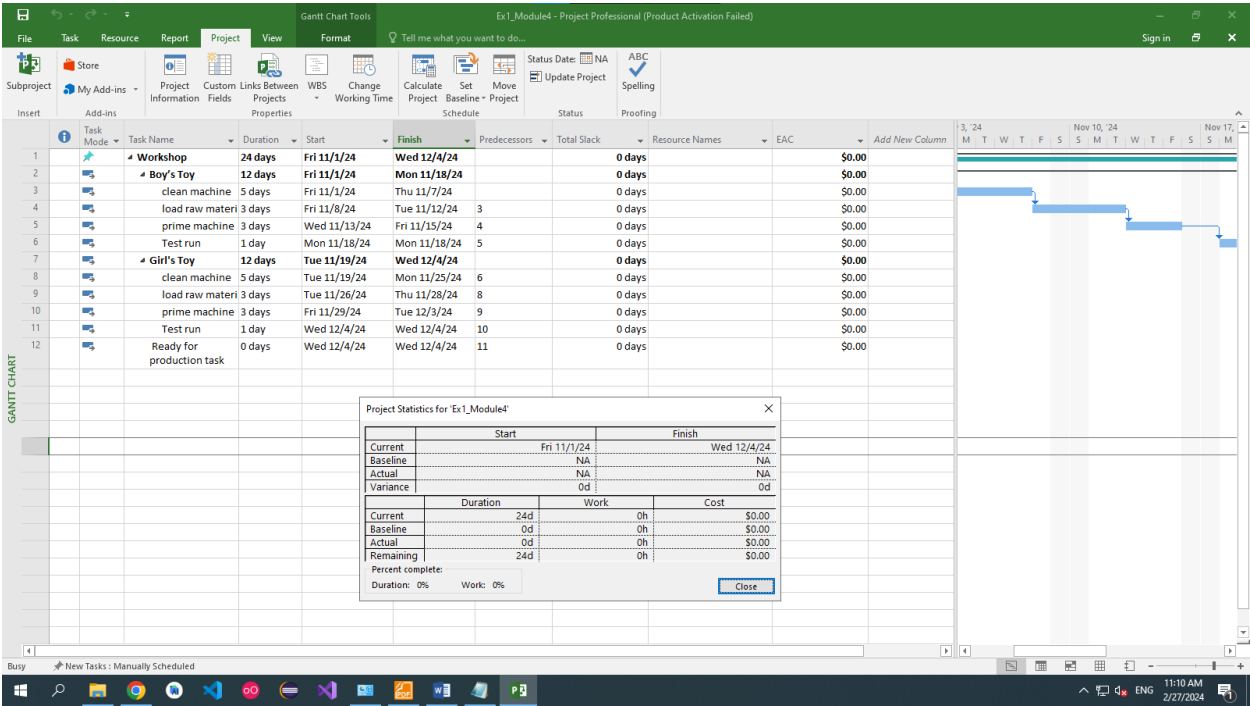 Gantt Chart Tools
Ex1_Module4 - Project Professional (Product Activation Failed)
File Task Resource Report Project View Format Tell me what you want to do... Sign in
Subproject
Store
My Add-ins
Project Information
Custom Fields
Links Between Projects
WBS
Change Working Time
Calculate Project
Set Baseline
Move Project
Status Date: NA
Update Project
ABC
Spelling
Insert Add-ins Properties Schedule Status Proofing
Task Mode Task Name Duration Start Finish Predecessors Total Slack Resource Names EAC Add New Column
3, '24 Nov 10, '24 Nov 17,
M T W T F S S M T W T F S S M
1 Workshop 24 days Fri 11/1/24 Wed 12/4/24 0 days $0.00
2 Boy's Toy 12 days Fri 11/1/24 Mon 11/18/24 0 days $0.00
3 clean machine 5 days Fri 11/1/24 Thu 11/7/24 0 days $0.00
4 load raw materi 3 days Fri 11/8/24 Tue 11/12/24 3 0 days $0.00
5 prime machine 3 days Wed 11/13/24 Fri 11/15/24 4 0 days $0.00
6 Test run 1 day Mon 11/18/24 Mon 11/18/24 5 0 days $0.00
7 Girl's Toy 12 days Tue 11/19/24 Wed 12/4/24 0 days $0.00
8 clean machine 5 days Tue 11/19/24 Mon 11/25/24 6 0 days $0.00
9 load raw materi 3 days Tue 11/26/24 Thu 11/28/24 8 0 days $0.00
10 prime machine 3 days Fri 11/29/24 Tue 12/3/24 9 0 days $0.00
11 Test run 1 day Wed 12/4/24 Wed 12/4/24 10 0 days $0.00
12 Ready for 0 days Wed 12/4/24 Wed 12/4/24 11 0 days $0.00
production task
GANTT CHART
Project Statistics for 'Ex1_Module4'
Start Finish
Current Fri 11/1/24 Wed 12/4/24
Baseline NA NA
Actual NA NA
Variance 0d 0d
Duration Work Cost
Current 24d 0h $0.00
Baseline 0d 0h $0.00
Actual 0d 0h $0.00
Remaining 24d 0h $0.00
Percent complete:
Duration: 0% Work: 0%
Close
Busy New Tasks : Manually Scheduled
ENG
11:10 AM
2/27/2024